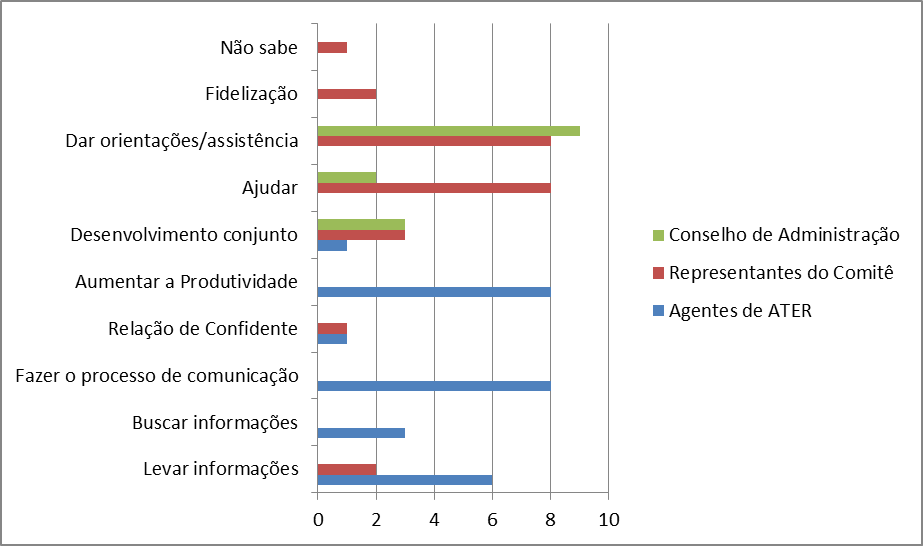 Não sabe
Fidelização
Dar orientações/assistência
Ajudar
Desenvolvimento conjunto
Aumentar a Produtividade
Relação de Confidente
Fazer o processo de comunicação
Buscar informações
Levar informações
0 2 4 6 8 10
Conselho de Administração
Representantes do Comitê
Agentes de ATER